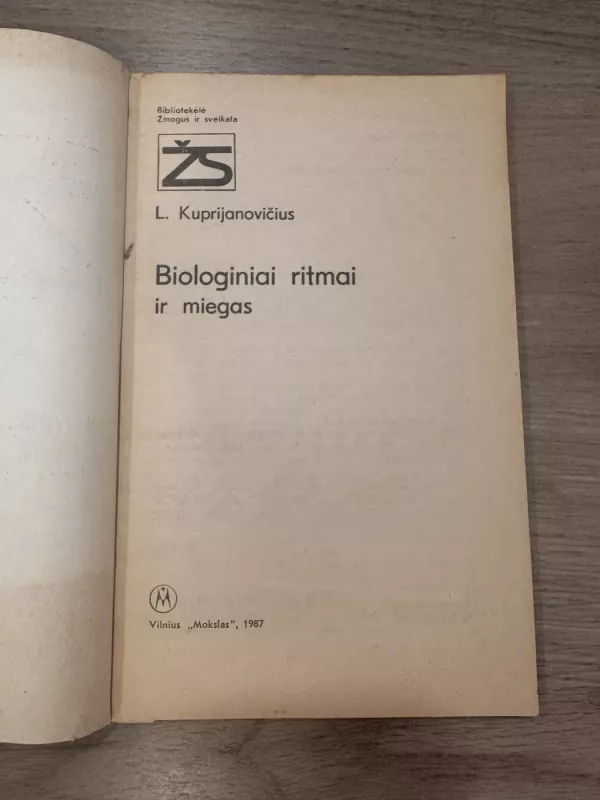 Bibliotekėlė
Žmogus ir sveikata
ŽS
L. Kuprijanovičius
Biologiniai ritmai
ir miegas
M
Vilnius „Mokslas", 1987